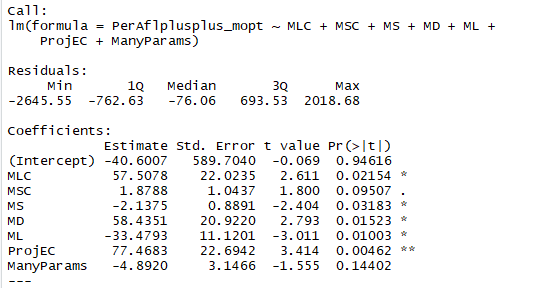 Call:
lm(formula = PerAflplusplus_mopt ~ MLC + MSC + MS + MD + ML +
    ProjEC + ManyParams)

Residuals:
     Min       1Q   Median       3Q      Max
-2645.55  -762.63   -76.06   693.53  2018.68

Coefficients:
            Estimate Std. Error t value Pr(>|t|)
(Intercept) -40.6007   589.7040  -0.069  0.94616
MLC          57.5078    22.0235   2.611  0.02154 *
MSC           1.8788     1.0437   1.800  0.09507 .
MS           -2.1375     0.8891  -2.404  0.03183 *
MD           58.4351    20.9220   2.793  0.01523 *
ML          -33.4793    11.1201  -3.011  0.01003 *
ProjEC       77.4683    22.6942   3.414  0.00462 **
ManyParams   -4.8920     3.1466  -1.555  0.14402
---